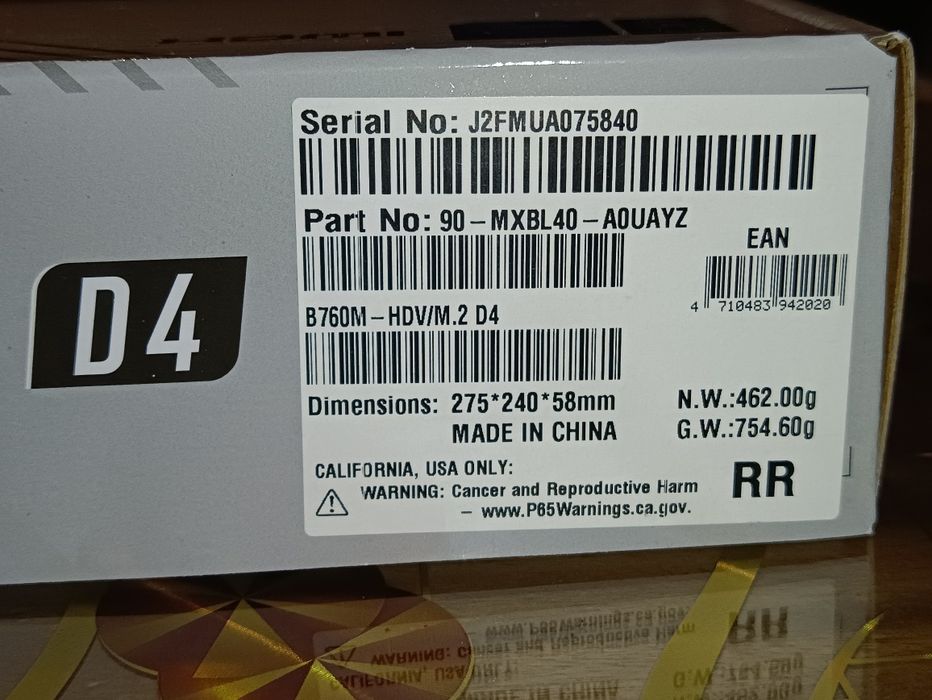 HDMI
Serial No: J2FMUA075840
Part No: 90-MXBL40-A0UAYZ
EAN
4 710483 942020
D4
B760M-HDV/M.2 D4
Dimensions: 275*240*58mm
N.W.:462.00g
MADE IN CHINA
G.W.:754.60g
CALIFORNIA, USA ONLY:
WARNING: Cancer and Reproductive Harm
- www.P65Warnings.ca.gov.
RR